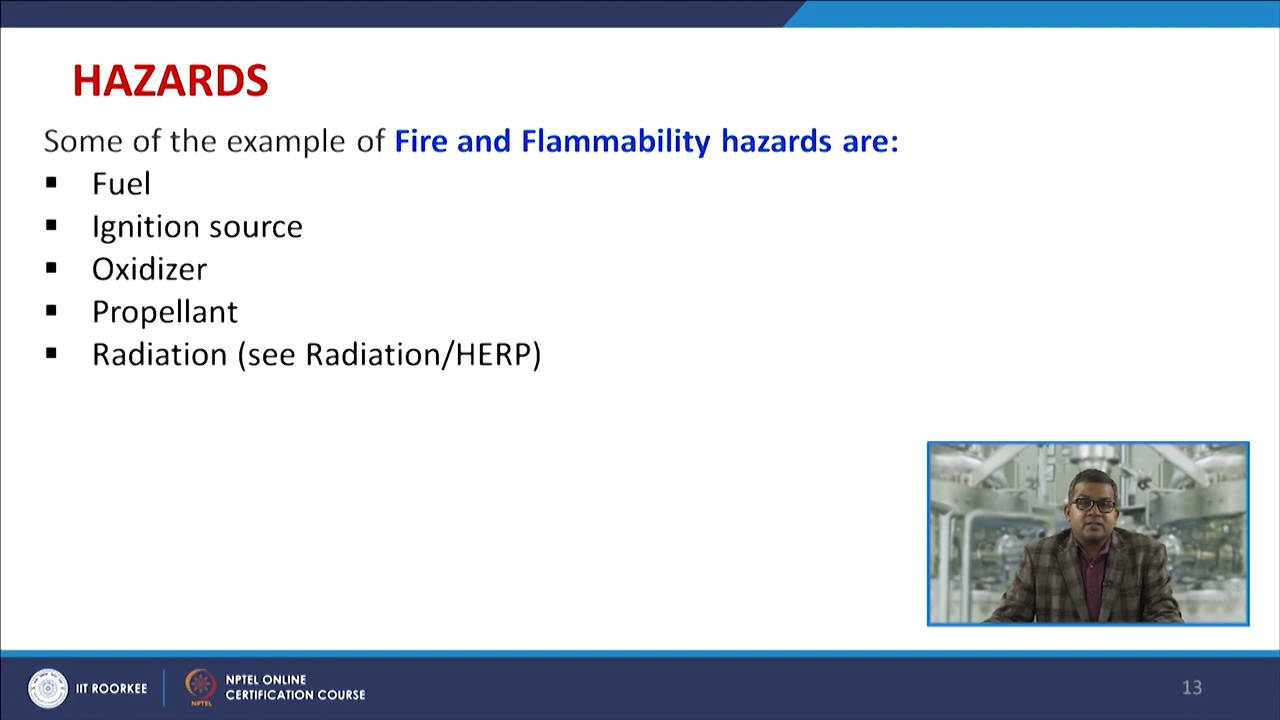 HAZARDS
Some of the example of Fire and Flammability hazards are:
▪ Fuel
▪ Ignition source
▪ Oxidizer
▪ Propellant
▪ Radiation (see Radiation/HERP)
IIT ROORKEE
NPTEL
NPTEL ONLINE
CERTIFICATION COURSE
13